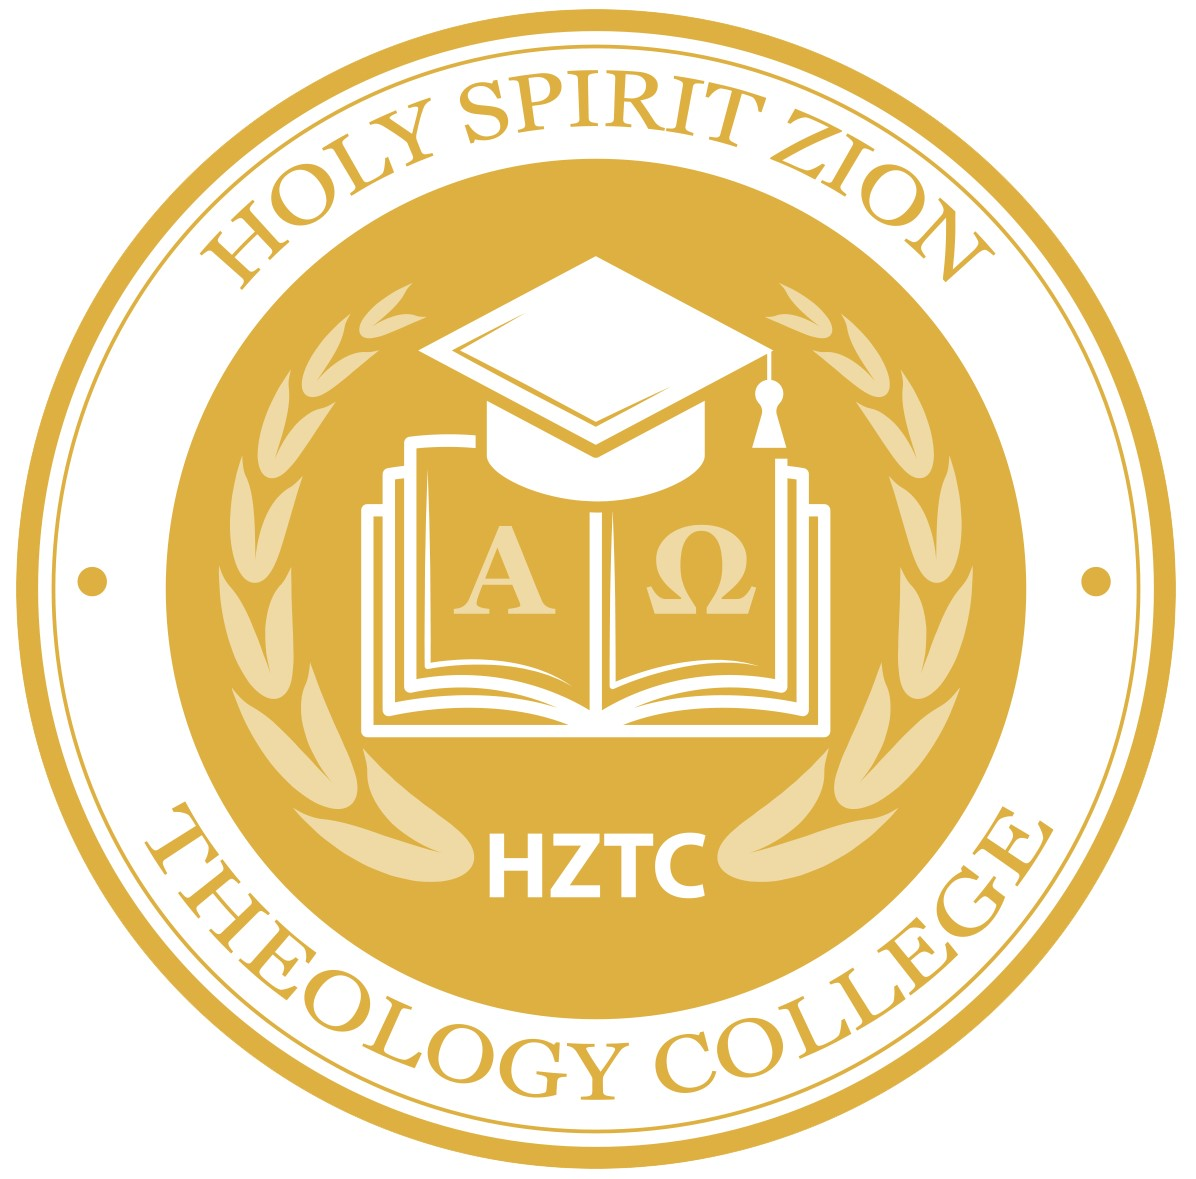 HOLY SPIRIT ZION
Α Ω
HZTC
THEOLOGY COLLEGE